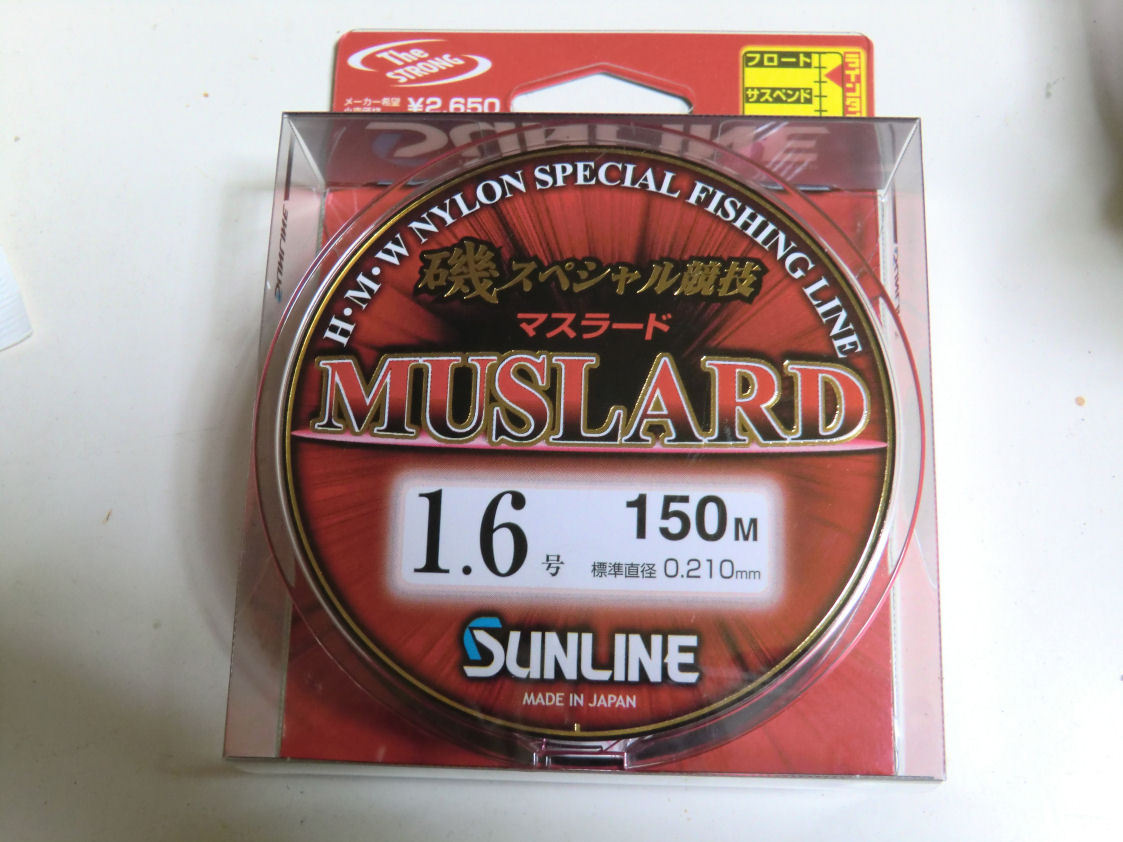 The
STRONG
メーカー希望
¥2,650
フロート
サスペンド
SUNLINE
H・M・W NYLON SPECIAL FISHING LINE
磯スペシャル競技
マスラード
MUSLARD
1.6号
150M
標準直径 0.210mm
SUNLINE
MADE IN JAPAN